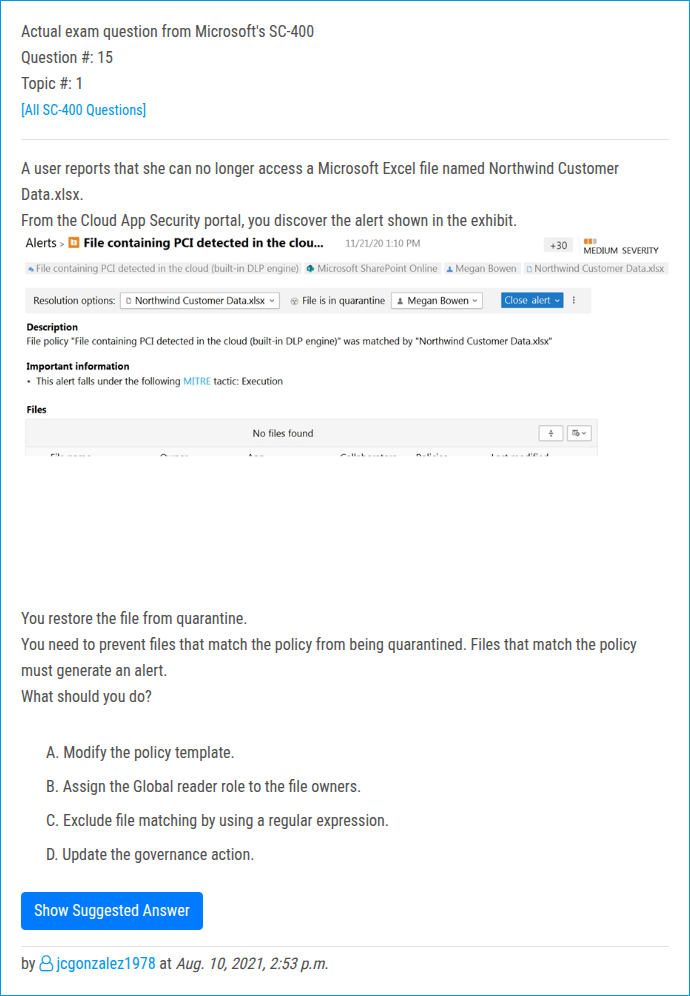 Actual exam question from Microsoft's SC-400
Question #: 15
Topic #: 1
[All SC-400 Questions]
A user reports that she can no longer access a Microsoft Excel file named Northwind Customer
Data.xlsx.
From the Cloud App Security portal, you discover the alert shown in the exhibit.
Alerts > File containing PCI detected in the clou... 11/21/20 1:10 PM +30 MEDIUM SEVERITY
File containing PCI detected in the cloud (built-in DLP engine) Microsoft SharePoint Online Megan Bowen Northwind Customer Data.xlsx
Resolution options: Northwind Customer Data.xlsx File is in quarantine Megan Bowen Close alert
Description
File policy "File containing PCI detected in the cloud (built-in DLP engine)" was matched by "Northwind Customer Data.xlsx"
Important information
• This alert falls under the following MITRE tactic: Execution
Files
No files found
You restore the file from quarantine.
You need to prevent files that match the policy from being quarantined. Files that match the policy
must generate an alert.
What should you do?
A. Modify the policy template.
B. Assign the Global reader role to the file owners.
C. Exclude file matching by using a regular expression.
D. Update the governance action.
Show Suggested Answer
by jcgonzalez1978 at Aug. 10, 2021, 2:53 p.m.